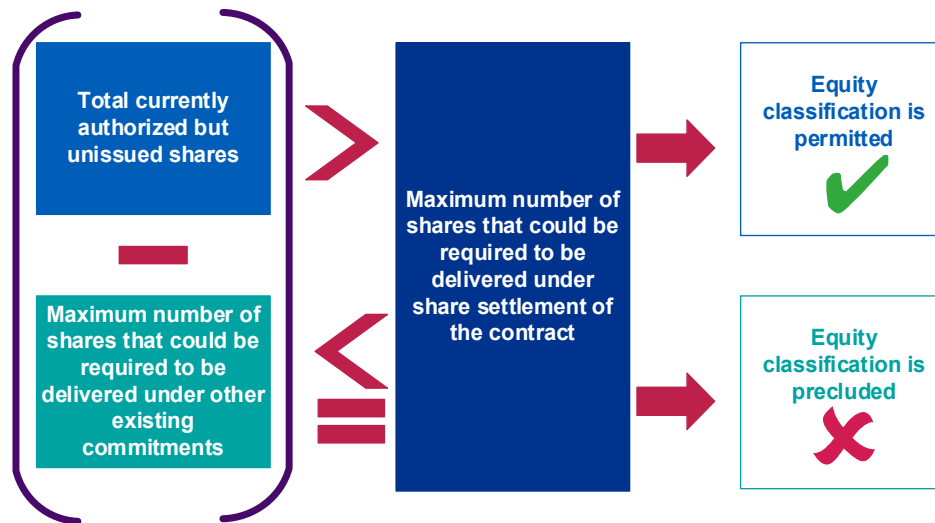 Total currently
authorized but
unissued shares
Maximum number of
shares that could be
required to be
delivered under other
existing
commitments
Maximum number of
shares that could be
required to be
delivered under
share settlement of
the contract
Equity
classification is
permitted
Equity
classification is
precluded